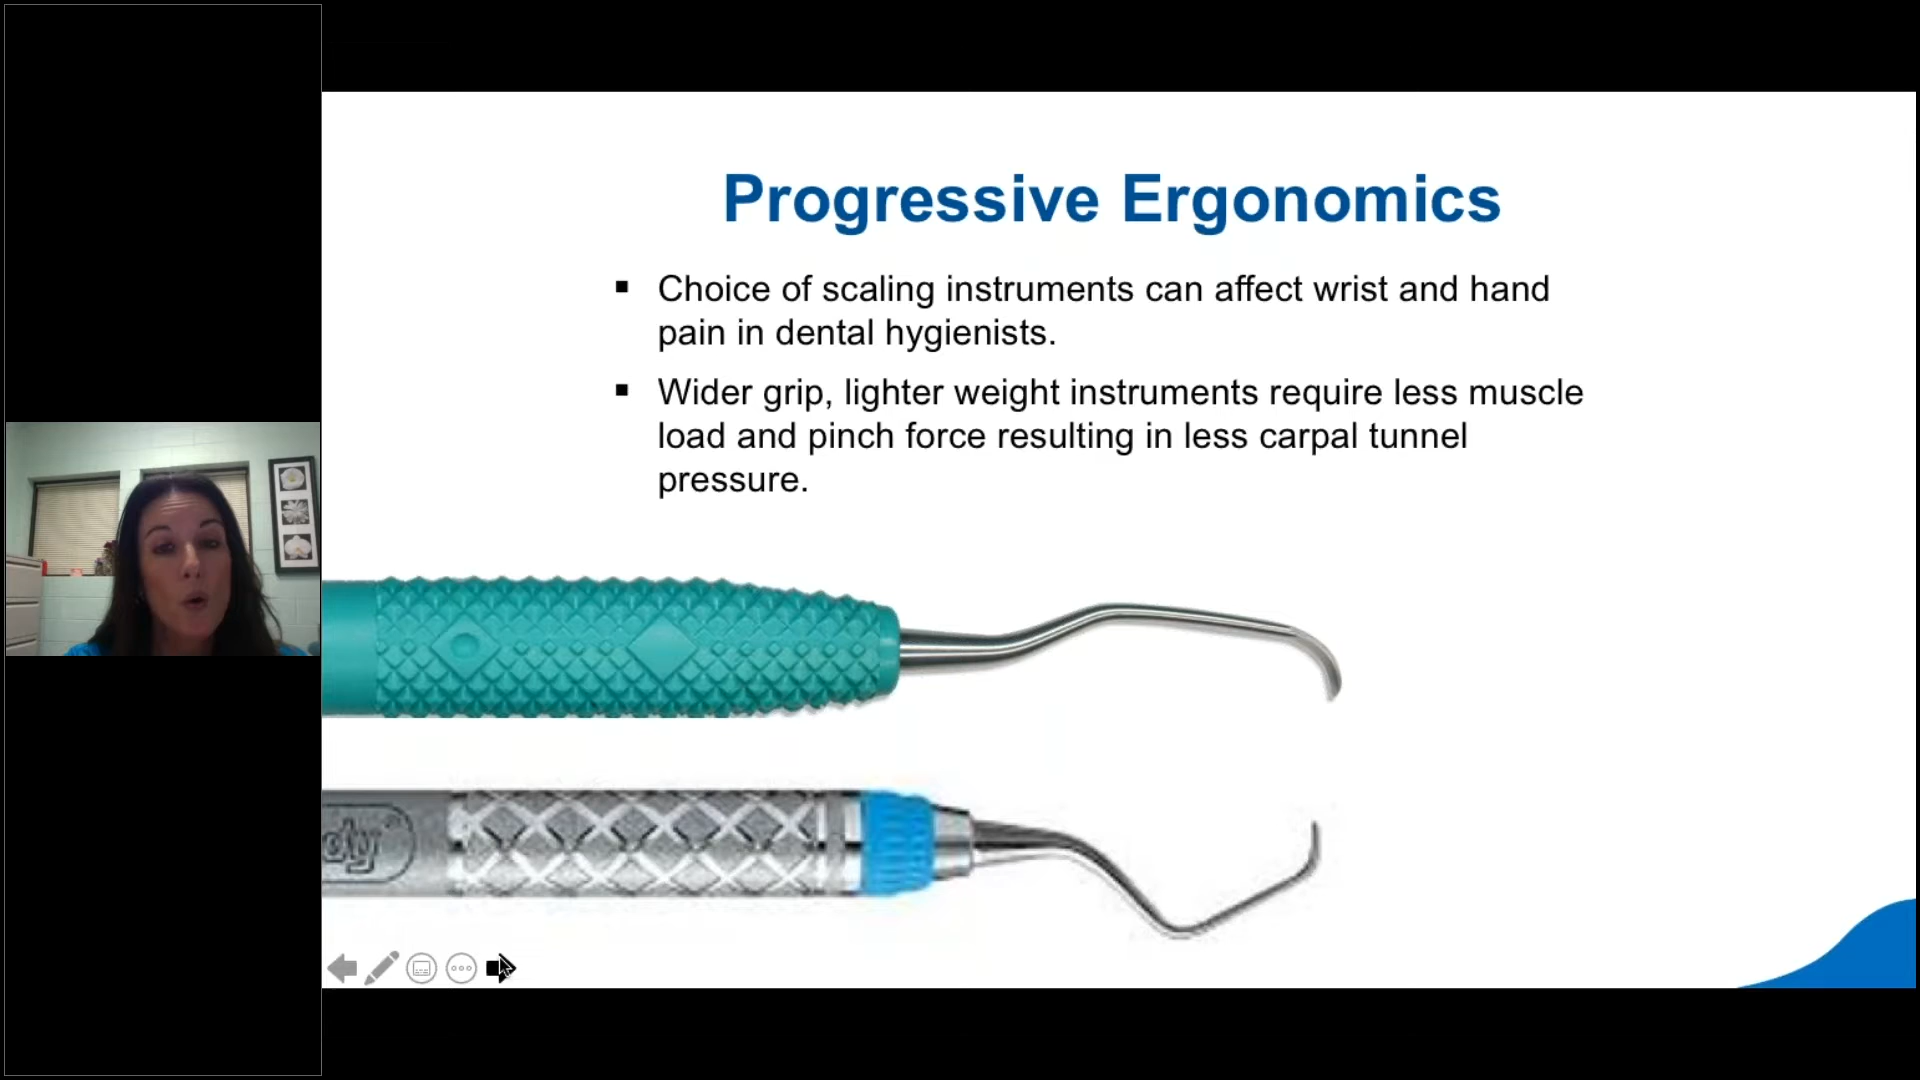 Progressive Ergonomics
▪ Choice of scaling instruments can affect wrist and hand
pain in dental hygienists.
▪ Wider grip, lighter weight instruments require less muscle
load and pinch force resulting in less carpal tunnel
pressure.